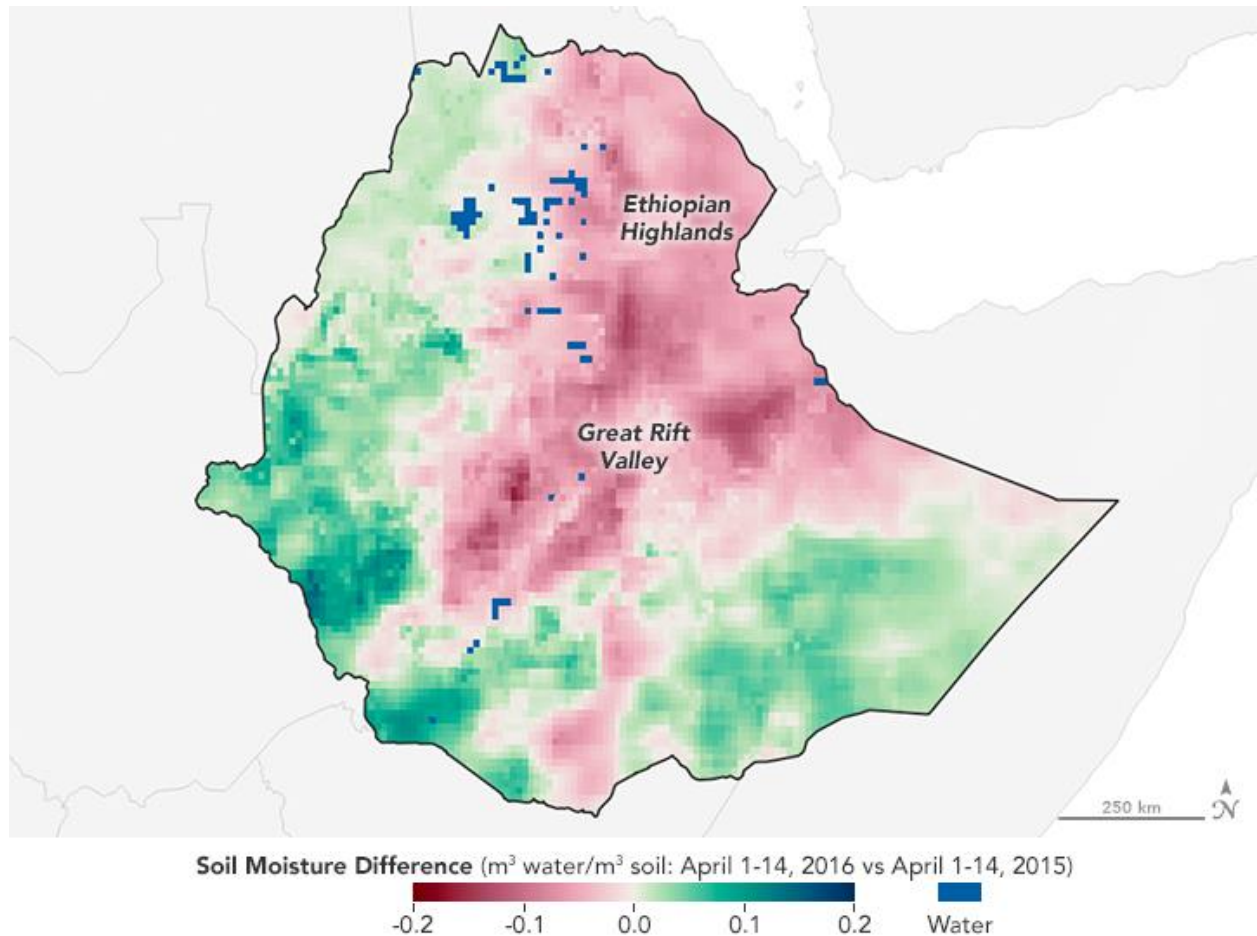 Ethiopian
Highlands
Great Rift
Valley
250 km
N
Soil Moisture Difference (m³ water/m³ soil: April 1-14, 2016 vs April 1-14, 2015)
-0.2 -0.1 0.0 0.1 0.2 Water